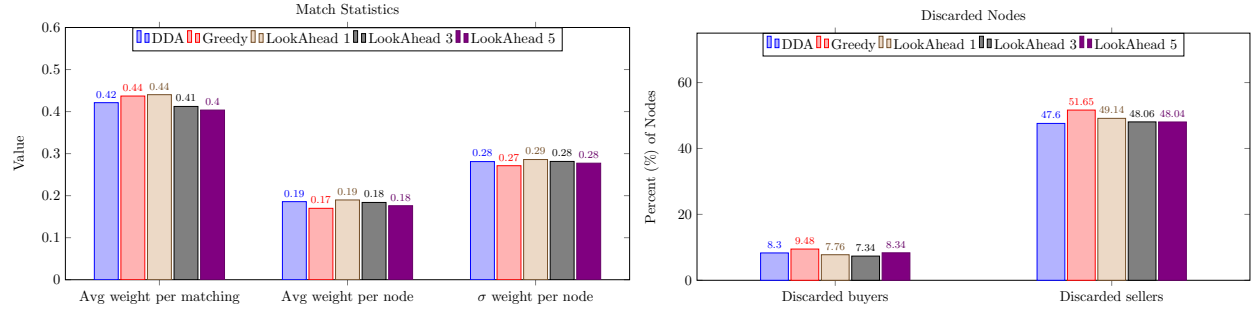 Match Statistics
DDA Greedy LookAhead 1 LookAhead 3 LookAhead 5
Value
0.6
0.5
0.4
0.3
0.2
0.1
0
0.42 0.44 0.44 0.41 0.4
0.19 0.17 0.19 0.18 0.18
0.28 0.27 0.29 0.28 0.28
Avg weight per matching Avg weight per node σ weight per node
Discarded Nodes
DDA Greedy LookAhead 1 LookAhead 3 LookAhead 5
Percent (%) of Nodes
60
40
20
0
8.3 9.48 7.76 7.34 8.34
47.6 51.65 49.14 48.06 48.04
Discarded buyers Discarded sellers